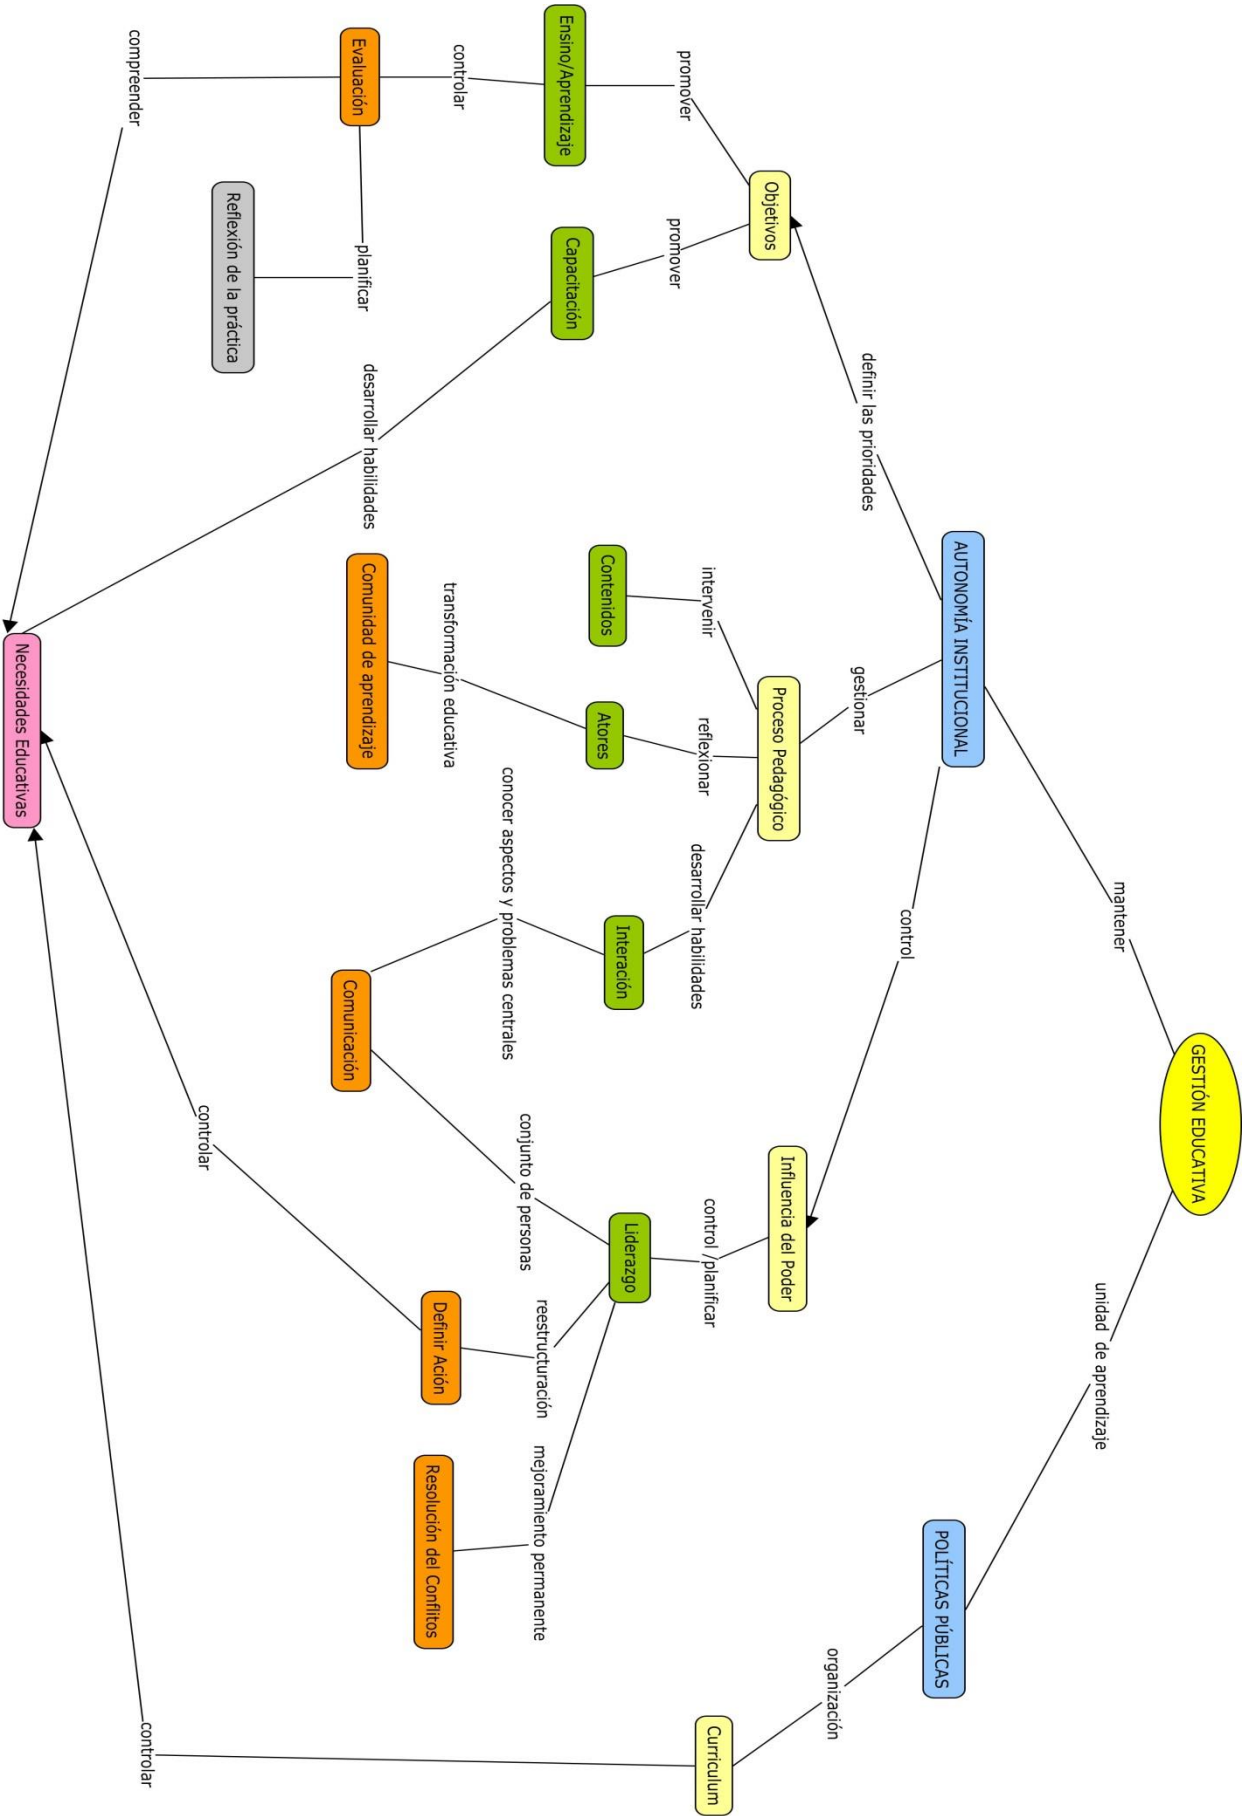 GESTIÓN EDUCATIVA
mantener
unidad de aprendizaje
AUTONOMÍA INSTITUCIONAL
POLÍTICAS PÚBLICAS
definir las prioridades
gestionar
control
organización
Objetivos
Proceso Pedagógico
Influencia del Poder
Curriculum
promover
promover
intervenir
reflexionar
desarrollar habilidades
control /planificar
Ensino/Aprendizaje
Capacitación
Contenidos
Atores
Interación
Liderazgo
controlar
transformación educativa
conocer aspectos y problemas centrales
conjunto de personas
reestructuración
mejoramiento permanente
Evaluación
planificar
desarrollar habilidades
Comunidad de aprendizaje
Comunicación
Definir Ación
Resolución del Conflitos
Reflexión de la práctica
compreender
controlar
controlar
Necesidades Educativas